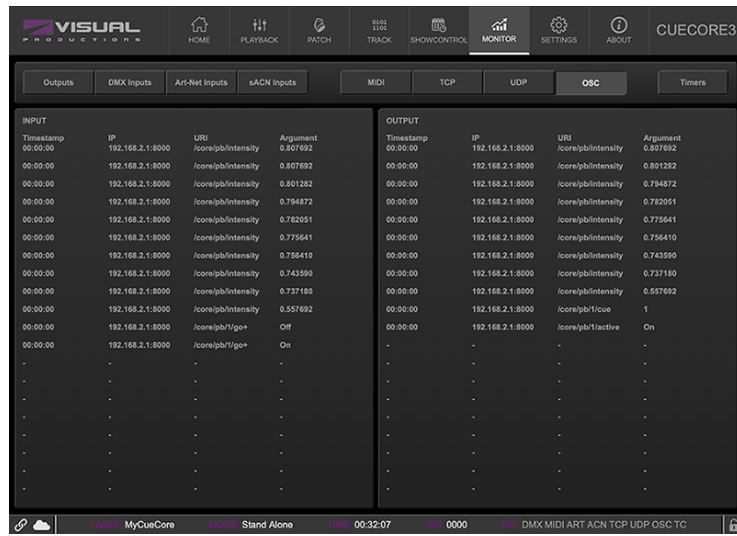 VISUAL
PRODUCTIONS
HOME PLAYBACK PATCH TRACK SHOWCONTROL MONITOR SETTINGS ABOUT CUECORE3
Outputs DMX Inputs Art-Net Inputs sACN Inputs MIDI TCP UDP OSC Timers
INPUT
Timestamp IP URI Argument
00:00:00 192.168.2.1:8000 /core/pb/intensity 0.807692
00:00:00 192.168.2.1:8000 /core/pb/intensity 0.807692
00:00:00 192.168.2.1:8000 /core/pb/intensity 0.801282
00:00:00 192.168.2.1:8000 /core/pb/intensity 0.794872
00:00:00 192.168.2.1:8000 /core/pb/intensity 0.782051
00:00:00 192.168.2.1:8000 /core/pb/intensity 0.775641
00:00:00 192.168.2.1:8000 /core/pb/intensity 0.756410
00:00:00 192.168.2.1:8000 /core/pb/intensity 0.743590
00:00:00 192.168.2.1:8000 /core/pb/intensity 0.737180
00:00:00 192.168.2.1:8000 /core/pb/intensity 0.557692
00:00:00 192.168.2.1:8000 /core/pb/1/go+ Off
00:00:00 192.168.2.1:8000 /core/pb/1/go+ On
- - - -
- - - -
- - - -
- - - -
- - - -
- - - -
- - - -
- - - -
OUTPUT
Timestamp IP URI Argument
00:00:00 192.168.2.1:8000 /core/pb/intensity 0.807692
00:00:00 192.168.2.1:8000 /core/pb/intensity 0.801282
00:00:00 192.168.2.1:8000 /core/pb/intensity 0.794872
00:00:00 192.168.2.1:8000 /core/pb/intensity 0.782051
00:00:00 192.168.2.1:8000 /core/pb/intensity 0.775641
00:00:00 192.168.2.1:8000 /core/pb/intensity 0.756410
00:00:00 192.168.2.1:8000 /core/pb/intensity 0.743590
00:00:00 192.168.2.1:8000 /core/pb/intensity 0.737180
00:00:00 192.168.2.1:8000 /core/pb/intensity 0.557692
00:00:00 192.168.2.1:8000 /core/pb/1/cue 1
00:00:00 192.168.2.1:8000 /core/pb/1/active On
- - - -
- - - -
- - - -
- - - -
- - - -
- - - -
- - - -
- - - -
- - - -
LABEL: MyCueCore MODE: Stand Alone TIME: 00:32:07 GPI: 0000 RX: DMX MIDI ART ACN TCP UDP OSC TC